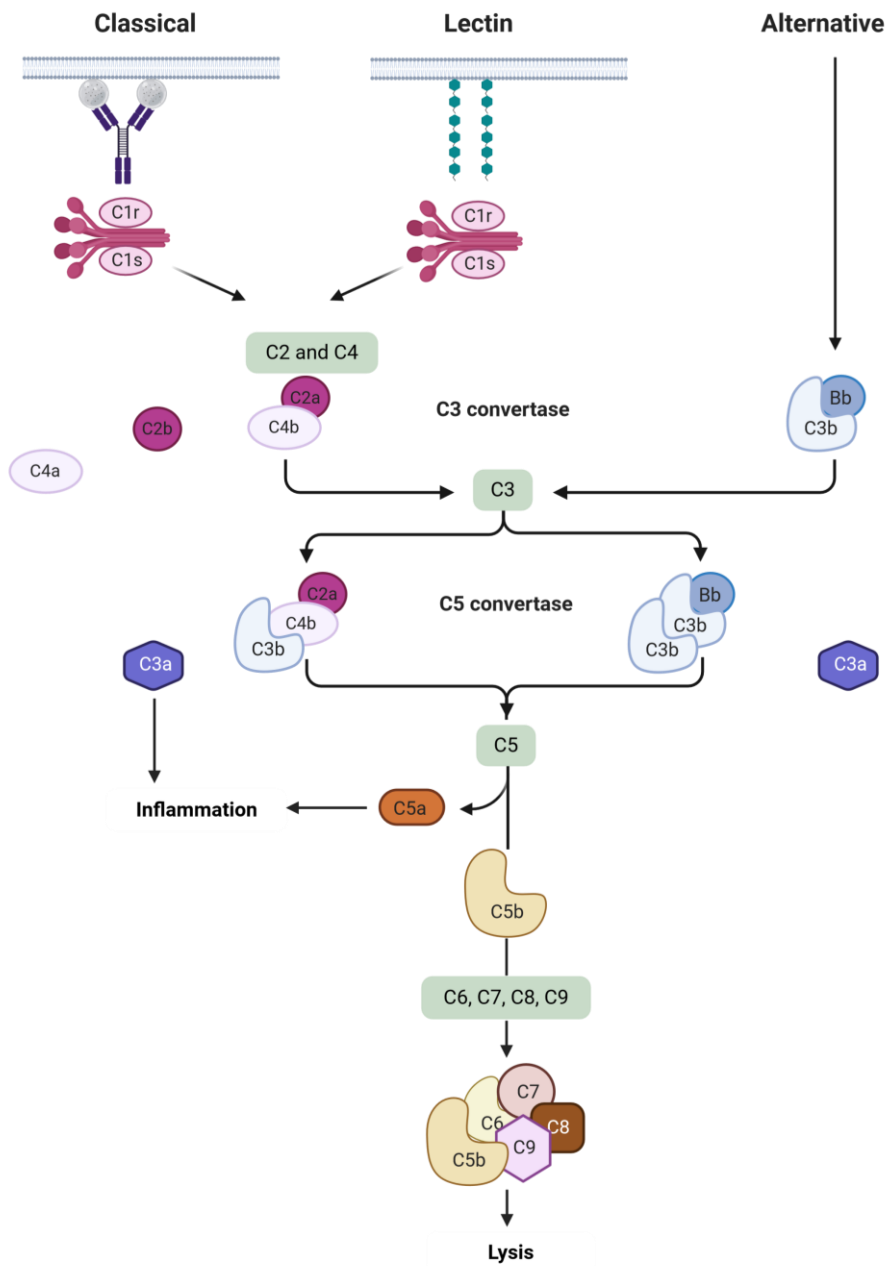 Classical
Lectin
Alternative
C1r
C1s
C1r
C1s
C2 and C4
C2a
C4b
C2b
C4a
C3 convertase
Bb
C3b
C3
C2a
C4b
C3b
C5 convertase
Bb
C3b
C3b
C3a
C3a
C5
Inflammation
C5a
C5b
C6, C7, C8, C9
C7
C6
C8
C9
C5b
Lysis